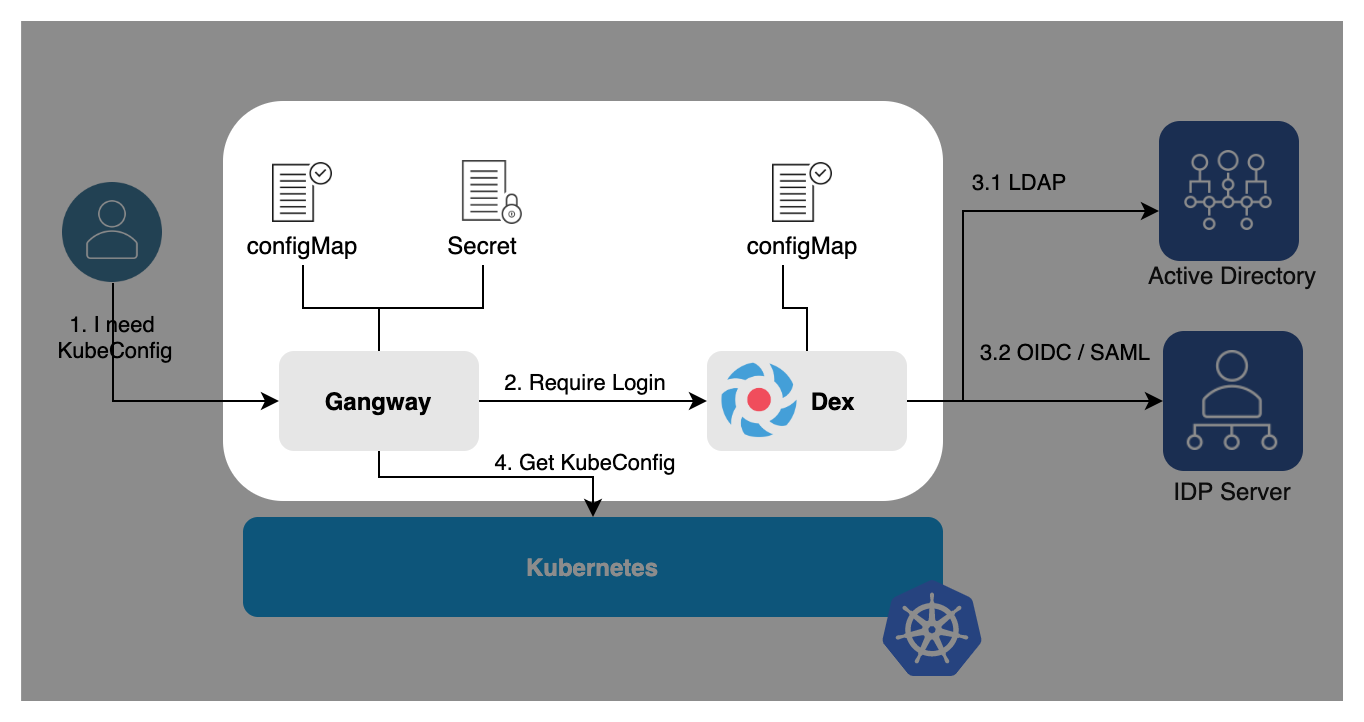 configMap
Secret
configMap
3.1 LDAP
Active Directory
1. I need
KubeConfig
Gangway
2. Require Login
Dex
3.2 OIDC / SAML
4. Get KubeConfig
IDP Server
Kubernetes